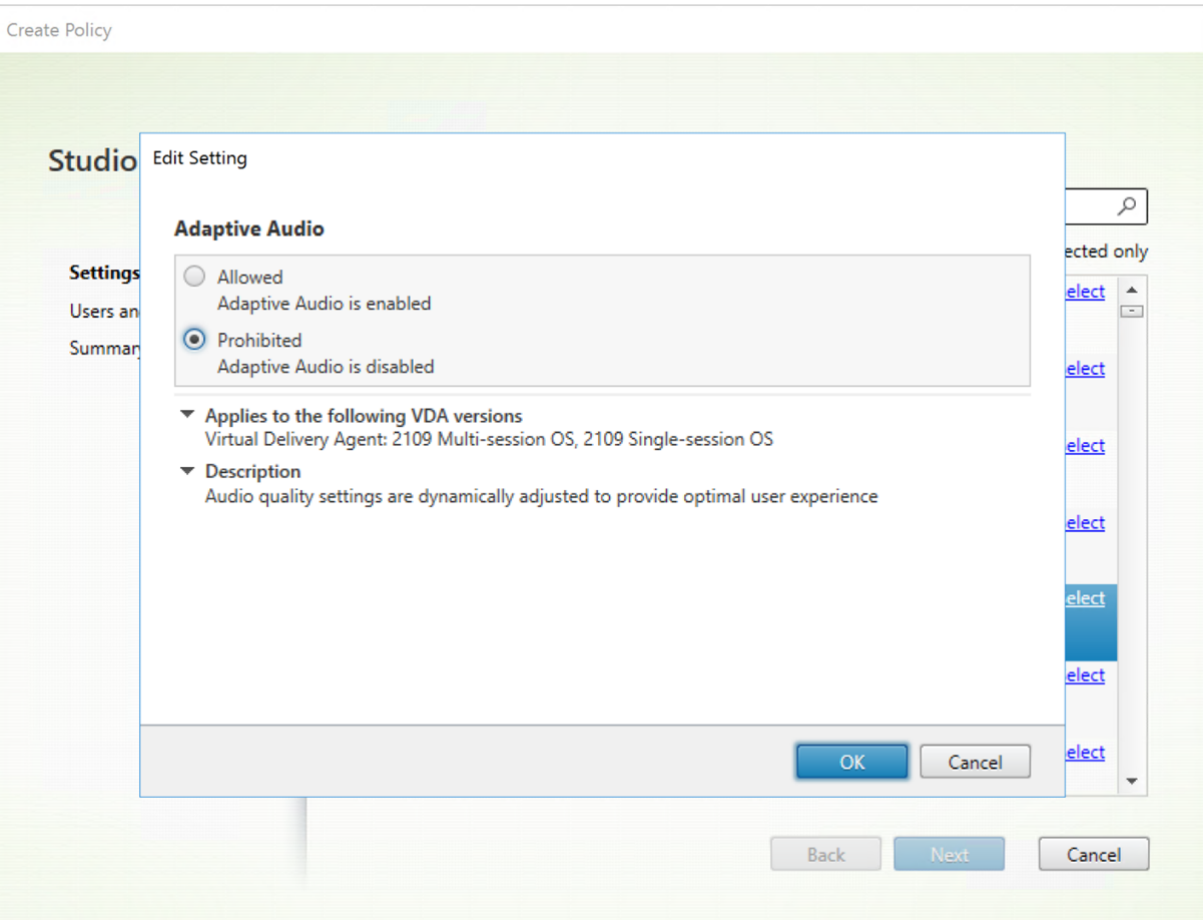 Create Policy
Studio
Edit Setting
Adaptive Audio
ected only
Settings
Allowed
elect
Adaptive Audio is enabled
Users an
Prohibited
Summar
Adaptive Audio is disabled
elect
Applies to the following VDA versions
Virtual Delivery Agent: 2109 Multi-session OS, 2109 Single-session OS
elect
Description
Audio quality settings are dynamically adjusted to provide optimal user experience
elect
elect
elect
elect
OK Cancel
Back Next Cancel